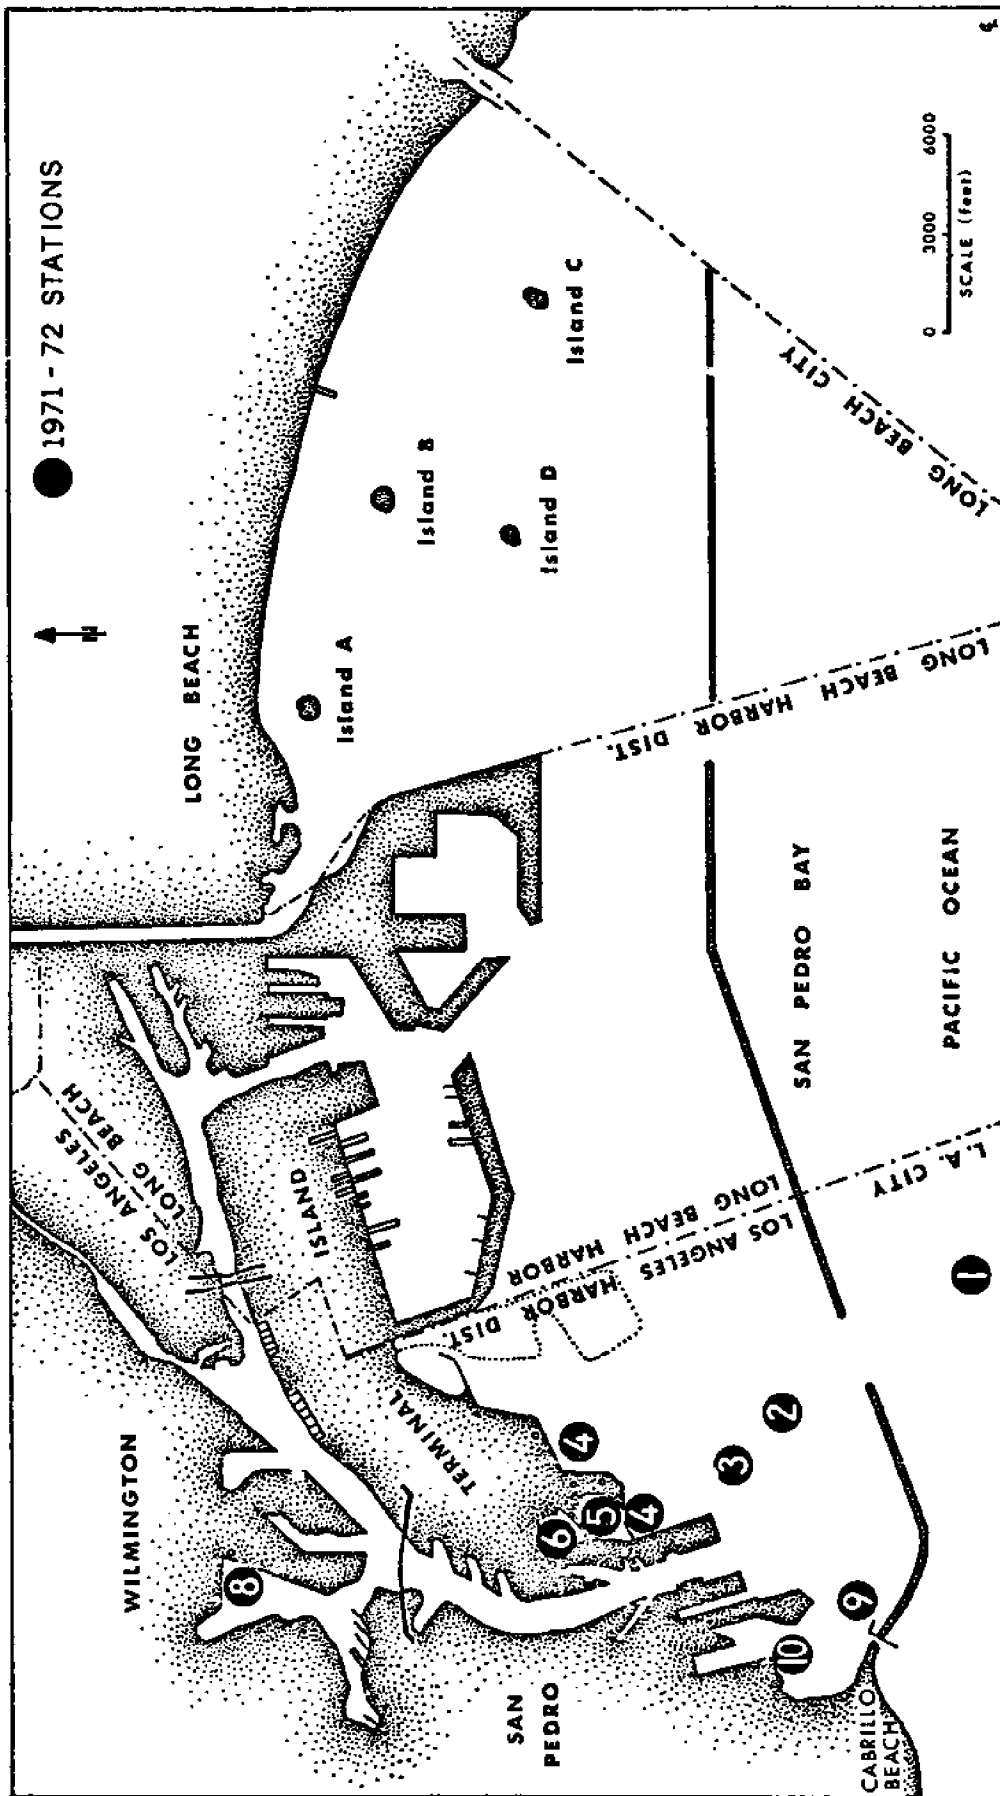 1971-72 STATIONS
N
LONG BEACH
WILMINGTON
LOS ANGELES
LONG BEACH
Island A
Island B
Island C
Island D
TERMINAL
ISLAND
SAN
PEDRO
CABRILLO
BEACH
LOS ANGELES
HARBOR DIST.
LONG BEACH
HARBOR
L.A. CITY
LONG BEACH HARBOR DIST.
LONG BEACH CITY
SAN PEDRO BAY
PACIFIC OCEAN
0 3000 6000
SCALE (feet)
1
2
3
4
4
5
6
8
9
10